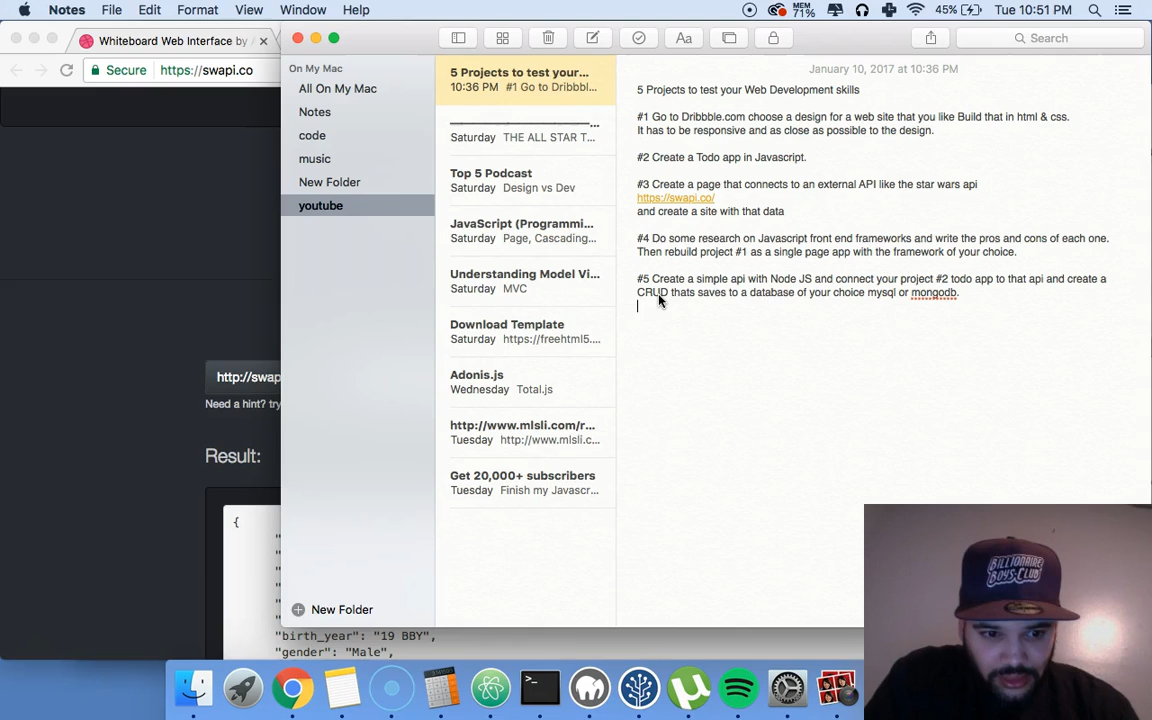 Notes File Edit Format View Window Help MEM 71% 45% Tue 10:51 PM
Whiteboard Web Interface by
Secure https://swapi.co
http://swap
Need a hint? try
Result:
{
"birth_year": "19 BBY",
"gender": "Male",
Search
On My Mac
All On My Mac
Notes
code
music
New Folder
youtube
New Folder
5 Projects to test your...
10:36 PM #1 Go to Dribbbl...
Saturday THE ALL STAR T...
Top 5 Podcast
Saturday Design vs Dev
JavaScript (Programmi...
Saturday Page, Cascading...
Understanding Model Vi...
Saturday MVC
Download Template
Saturday https://freehtml5....
Adonis.js
Wednesday Total.js
http://www.mlsli.com/r...
Tuesday http://www.mlsli.c...
Get 20,000+ subscribers
Tuesday Finish my Javascr...
January 10, 2017 at 10:36 PM
5 Projects to test your Web Development skills
#1 Go to Dribbble.com choose a design for a web site that you like Build that in html & css.
It has to be responsive and as close as possible to the design.
#2 Create a Todo app in Javascript.
#3 Create a page that connects to an external API like the star wars api
https://swapi.co/
and create a site with that data
#4 Do some research on Javascript front end frameworks and write the pros and cons of each one.
Then rebuild project #1 as a single page app with the framework of your choice.
#5 Create a simple api with Node JS and connect your project #2 todo app to that api and create a
CRUD thats saves to a database of your choice mysql or mongodb.
BILLIONAIRE
BOYS CLUB